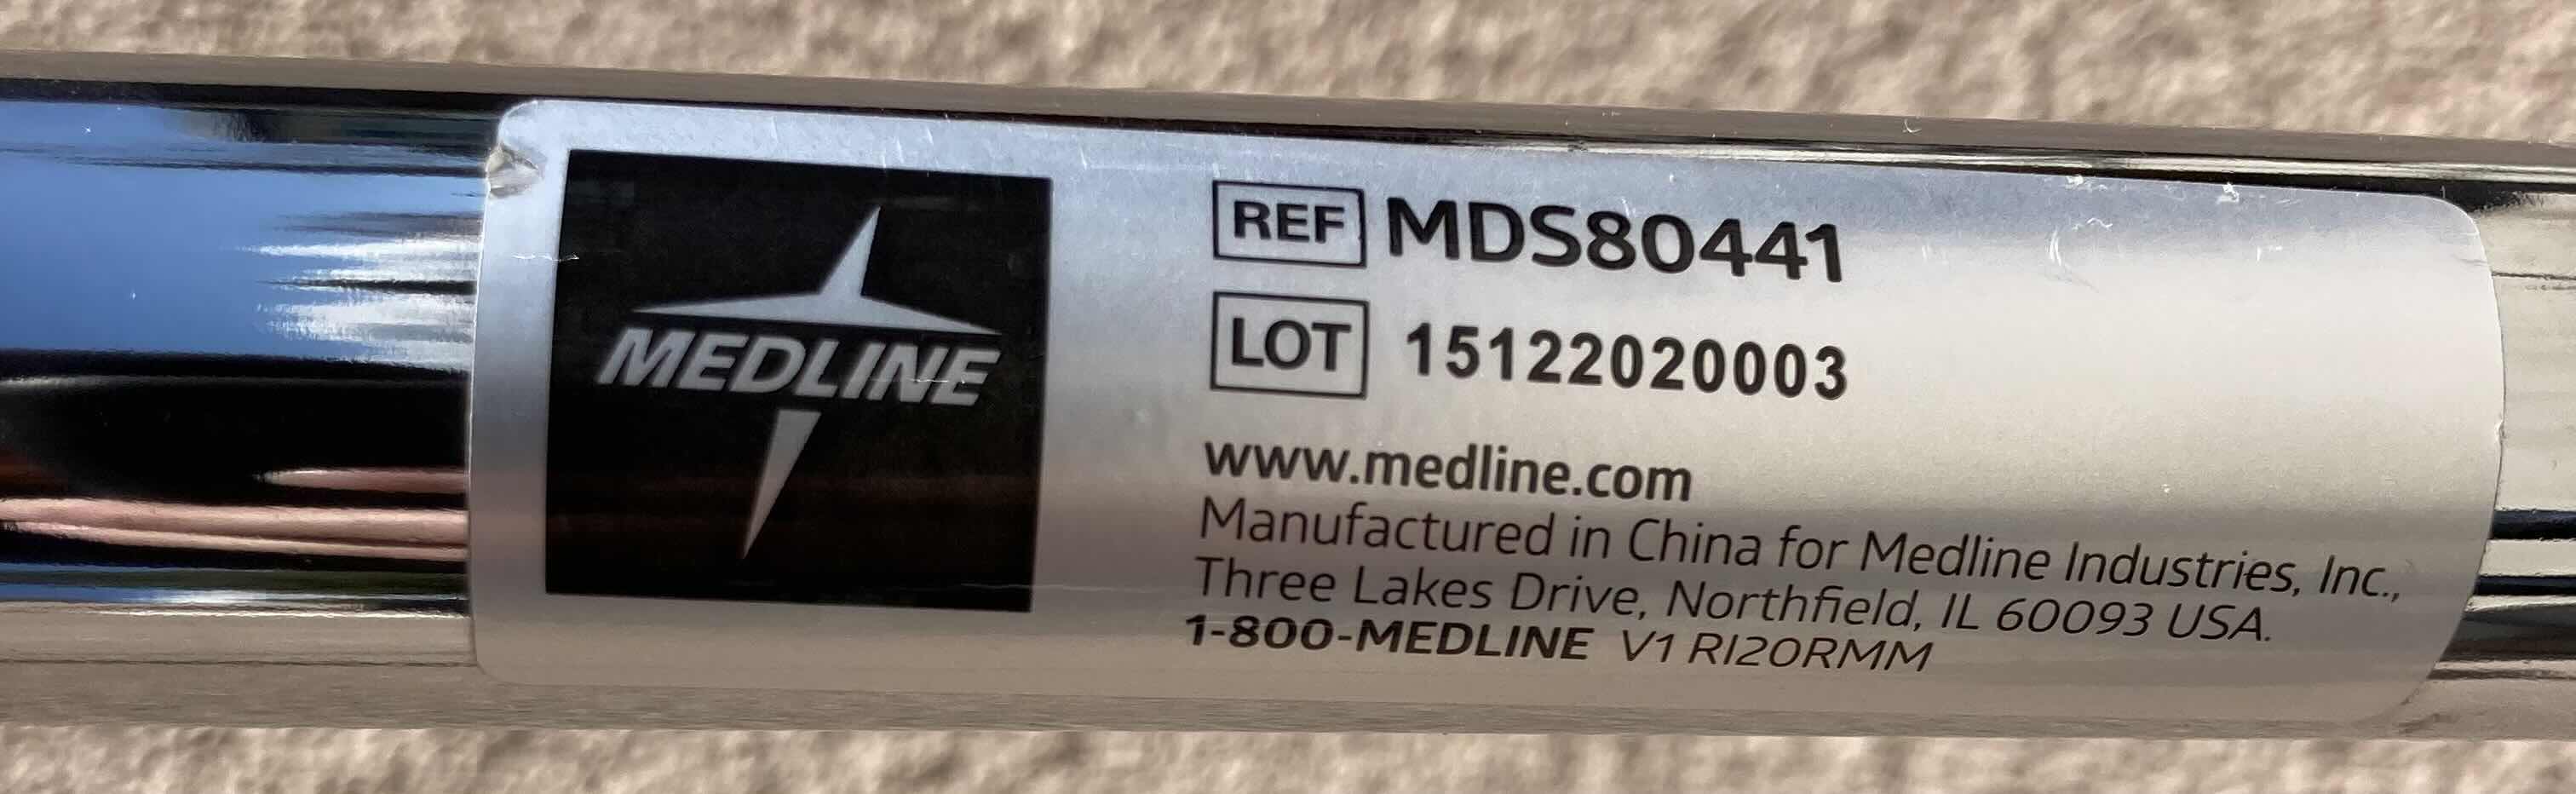 MEDLINE
REF MDS80441
LOT 15122020003
www.medline.com
Manufactured in China for Medline Industries, Inc.,
Three Lakes Drive, Northfield, IL 60093 USA.
1-800-MEDLINE V1 RI20RMM